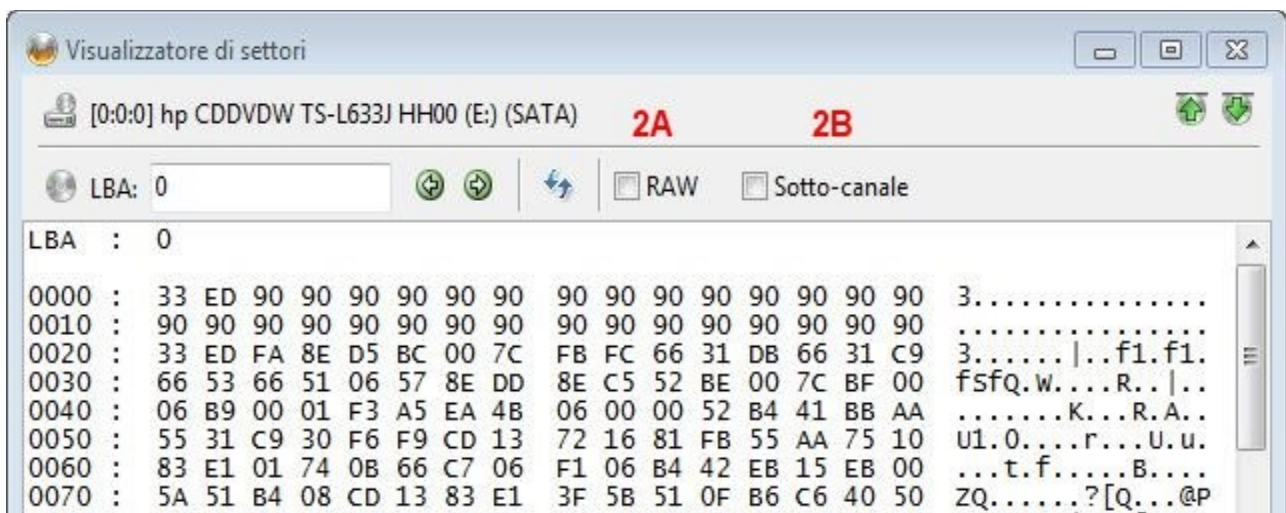 Visualizzatore di settori
[0:0:0] hp CDDVDW TS-L633J HH00 (E:) (SATA)
2A 2B
LBA: 0 RAW Sotto-canale
LBA : 0
0000 : 33 ED 90 90 90 90 90 90 90 90 90 90 90 90 90 90 3...............
0010 : 90 90 90 90 90 90 90 90 90 90 90 90 90 90 90 90 ................
0020 : 33 ED FA 8E D5 BC 00 7C FB FC 66 31 DB 66 31 C9 3......|..f1.f1.
0030 : 66 53 66 51 06 57 8E DD 8E C5 52 BE 00 7C BF 00 fSfQ.W....R..|..
0040 : 06 B9 00 01 F3 A5 EA 4B 06 00 00 52 B4 41 BB AA .......K...R.A..
0050 : 55 31 C9 30 F6 F9 CD 13 72 16 81 FB 55 AA 75 10 U1.0....r...U.u.
0060 : 83 E1 01 74 0B 66 C7 06 F1 06 B4 42 EB 15 EB 00 ...t.f.....B....
0070 : 5A 51 B4 08 CD 13 83 E1 3F 5B 51 0F B6 C6 40 50 ZQ......?[Q...@P